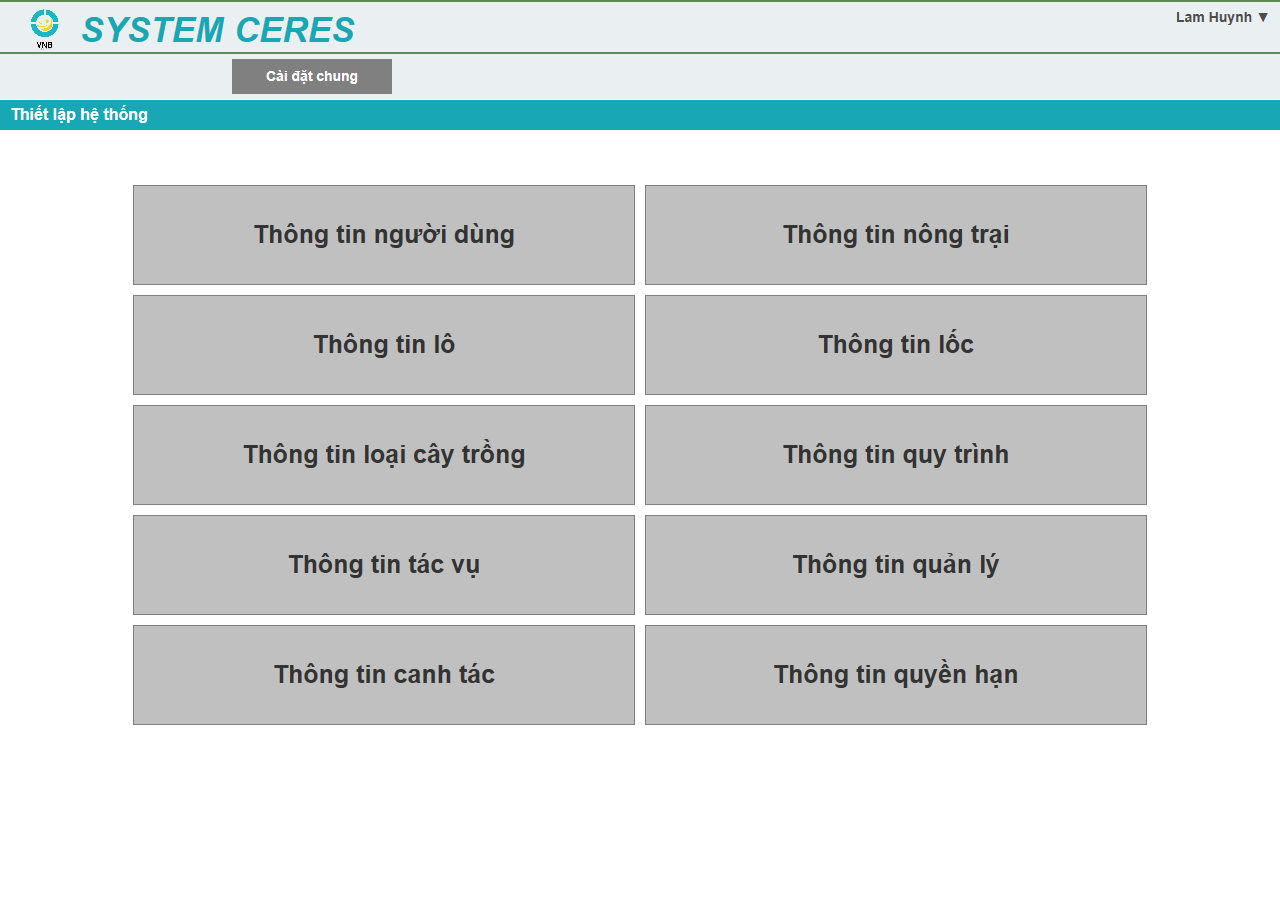 VNB
SYSTEM CERES
Lam Huynh ▼
Cài đặt chung
Thiết lập hệ thống
Thông tin người dùng
Thông tin nông trại
Thông tin lô
Thông tin lốc
Thông tin loại cây trồng
Thông tin quy trình
Thông tin tác vụ
Thông tin quản lý
Thông tin canh tác
Thông tin quyền hạn